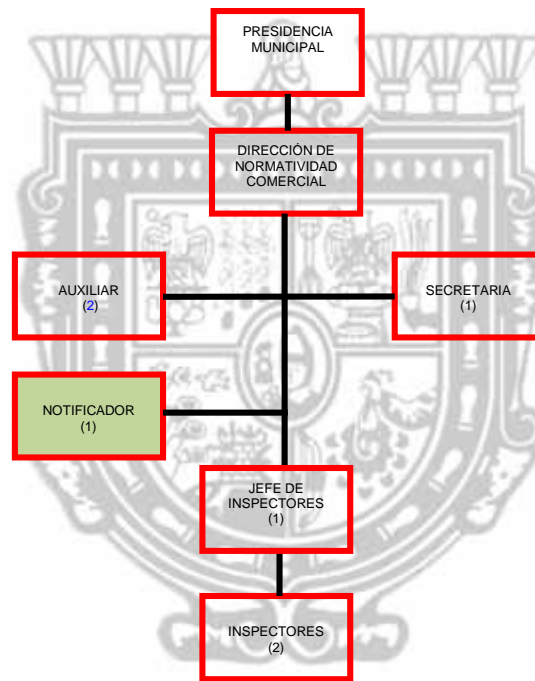 PRESIDENCIA
MUNICIPAL
DIRECCIÓN DE
NORMATIVIDAD
COMERCIAL
AUXILIAR
(2)
SECRETARIA
(1)
NOTIFICADOR
(1)
JEFE DE
INSPECTORES
(1)
INSPECTORES
(2)